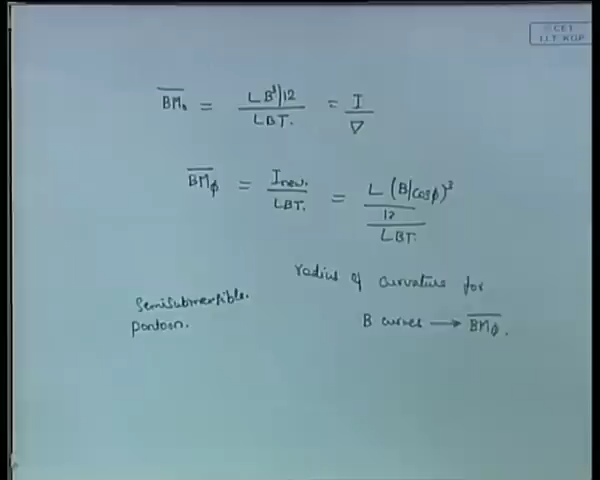 © CET
I.I.T. KGP
BM₀ = LB³/12 / LBT. = I / ∇
BMϕ = Inew. / LBT. = L (B/cosϕ)³ / 12 / LBT.
radius of curvature for
B curves → BMϕ.
Semisubmersible.
pontoon.